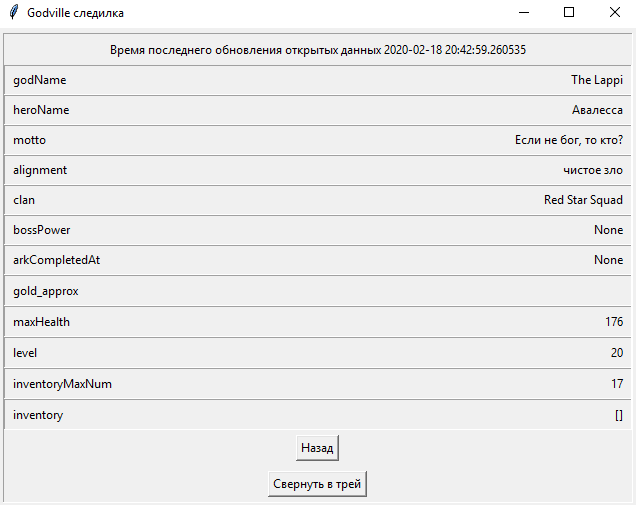 Godville следилка
Время последнего обновления открытых данных 2020-02-18 20:42:59.260535
godName The Lappi
heroName Авалесса
motto Если не бог, то кто?
alignment чистое зло
clan Red Star Squad
bossPower None
arkCompletedAt None
gold_approx
maxHealth 176
level 20
inventoryMaxNum 17
inventory []
Назад
Свернуть в трей